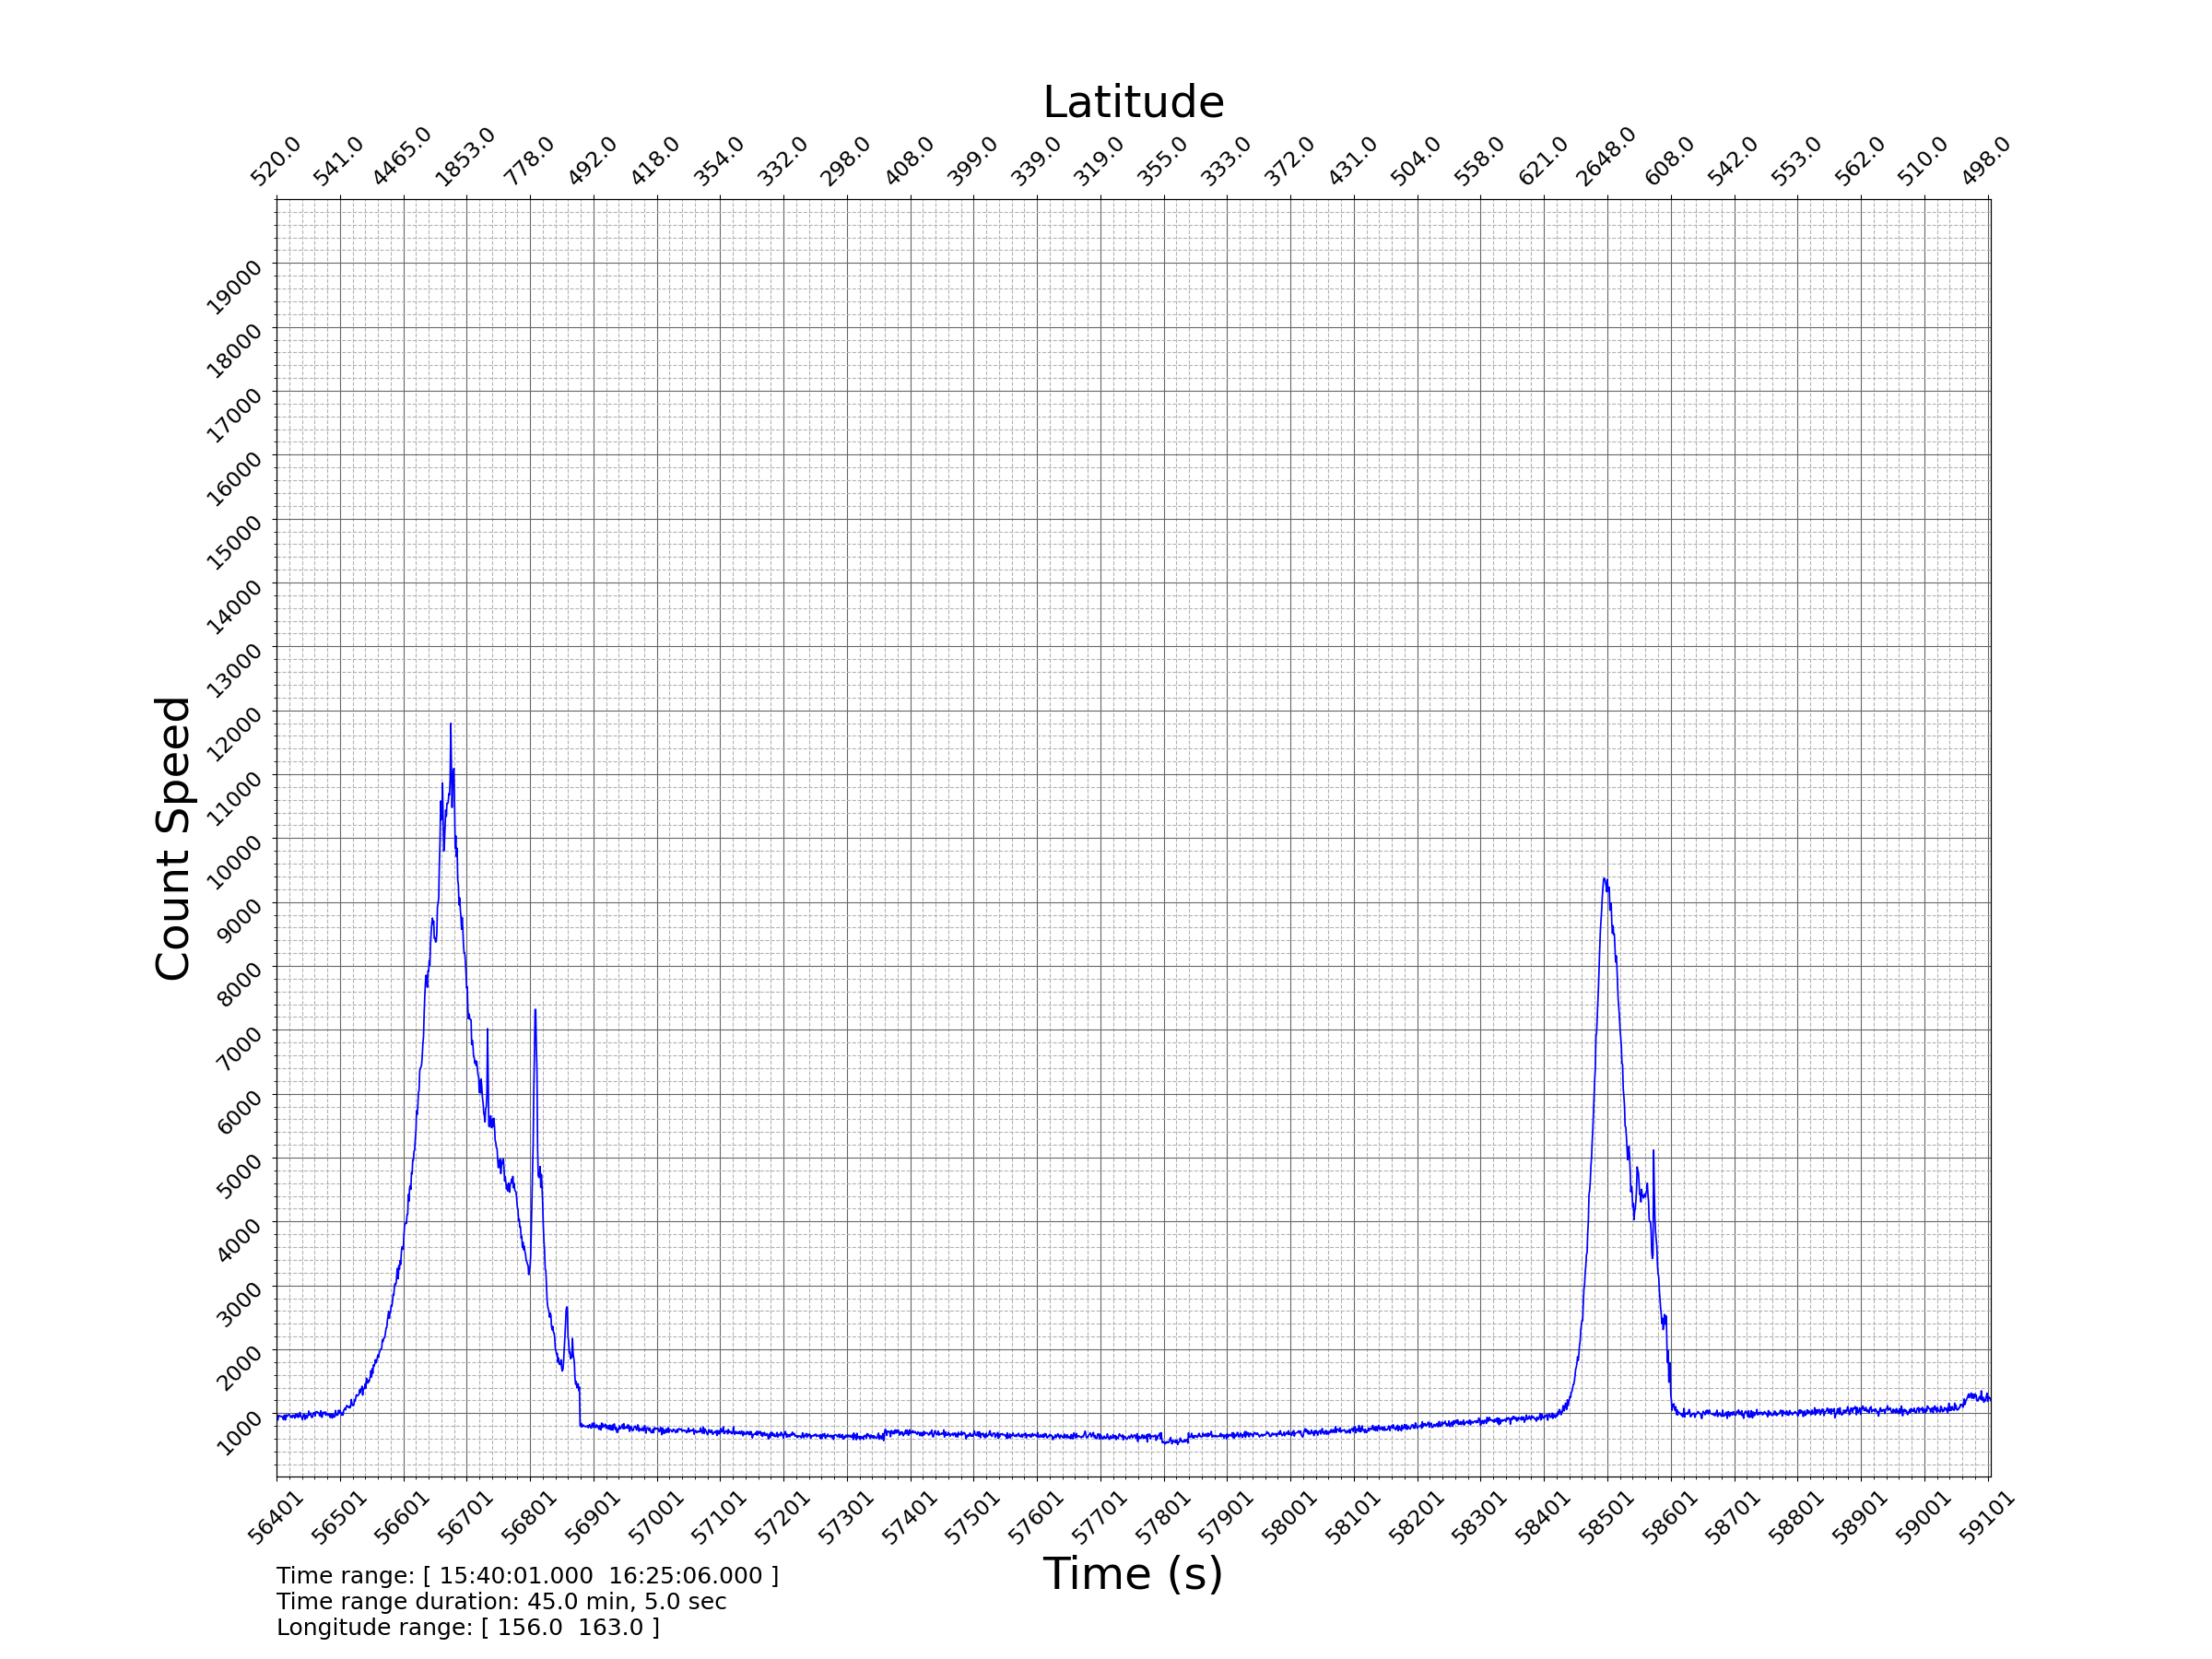 Latitude
520.0 541.0 4465.0 1853.0 778.0 492.0 418.0 354.0 332.0 298.0 408.0 399.0 339.0 319.0 355.0 333.0 372.0 431.0 504.0 558.0 621.0 2648.0 608.0 542.0 553.0 562.0 510.0 498.0
19000
18000
17000
16000
15000
14000
13000
12000
11000
10000
9000
8000
7000
6000
5000
4000
3000
2000
1000
Count Speed
56401 56501 56601 56701 56801 56901 57001 57101 57201 57301 57401 57501 57601 57701 57801 57901 58001 58101 58201 58301 58401 58501 58601 58701 58801 58901 59001 59101
Time (s)
Time range: [ 15:40:01.000  16:25:06.000 ]
Time range duration: 45.0 min, 5.0 sec
Longitude range: [ 156.0  163.0 ]